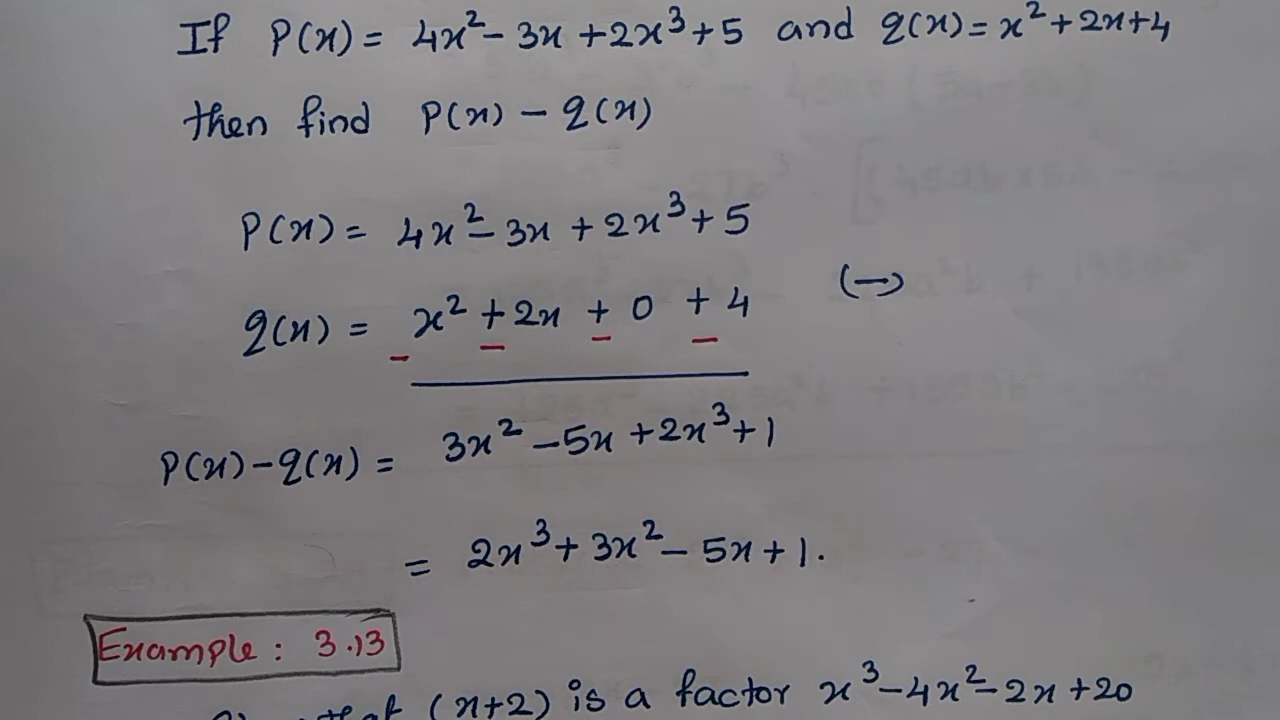 If P(x) = 4x² - 3x + 2x³ + 5 and q(x) = x² + 2x + 4
then find P(x) - q(x)
P(x) = 4x² - 3x + 2x³ + 5
q(x) = x² + 2x + 0 + 4 (-)
- - - -
P(x) - q(x) = 3x² - 5x + 2x³ + 1
= 2x³ + 3x² - 5x + 1.
Example : 3.13
that (x+2) is a factor x³ - 4x² - 2x + 20